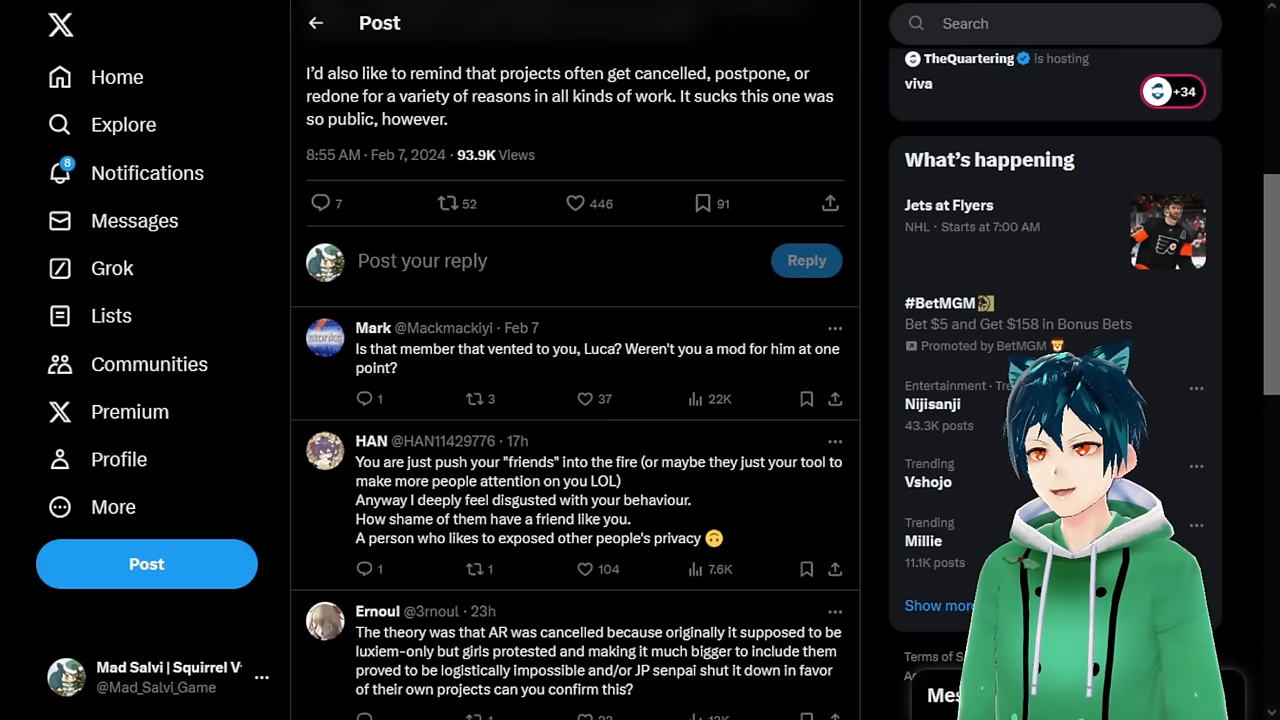 Home
Explore
8
Notifications
Messages
Grok
Lists
Communities
Premium
Profile
More
Post
Mad Salvi | Squirrel V
@Mad_Salvi_Game
Post
I'd also like to remind that projects often get cancelled, postpone, or
redone for a variety of reasons in all kinds of work. It sucks this one was
so public, however.
8:55 AM · Feb 7, 2024 · 93.9K Views
7 52 446 91
Post your reply
Reply
Mark @Mackmacklyi · Feb 7
Is that member that vented to you, Luca? Weren't you a mod for him at one
point?
1 3 37 22K
stonks
HAN @HAN11429776 · 17h
You are just push your "friends" into the fire (or maybe they just your tool to
make more people attention on you LOL)
Anyway I deeply feel disgusted with your behaviour.
How shame of them have a friend like you.
A person who likes to exposed other people's privacy 🙃
1 1 104 7.6K
Ernoul @3rnoul · 23h
The theory was that AR was cancelled because originally it supposed to be
luxiem-only but girls protested and making it much bigger to include them
proved to be logistically impossible and/or JP senpai shut it down in favor
of their own projects can you confirm this?
Search
TheQuartering is hosting
viva
+34
What's happening
Jets at Flyers
NHL · Starts at 7:00 AM
#BetMGM
Bet $5 and Get $158 in Bonus Bets
Promoted by BetMGM
Entertainment · Tre
Nijisanji
43.3K posts
Trending
Vshojo
Trending
Millie
11.1K posts
Show more
Terms of S
Mes